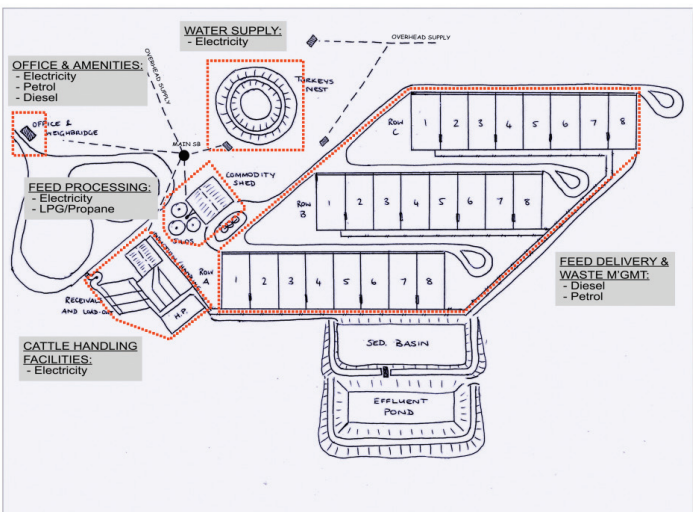 WATER SUPPLY:
- Electricity
OVERHEAD SUPPLY
OVERHEAD SUPPLY
OFFICE & AMENITIES:
- Electricity
- Petrol
- Diesel
TURKEYS
NEST
OFFICE &
WEIGHBRIDGE
MAIN SB
ROW
C
1 2 3 4 5 6 7 8
COMMODITY
SHED
FEED PROCESSING:
- Electricity
- LPG/Propane
ROW
B
1 2 3 4 5 6 7 8
SILOS
ROW
A
1 2 3 4 5 6 7 8
FEED DELIVERY &
WASTE M'GMT:
- Diesel
- Petrol
RECEIVAL
AND LOAD-OUT
H.P.
CATTLE HANDLING
FACILITIES:
- Electricity
SED. BASIN
EFFLUENT
POND